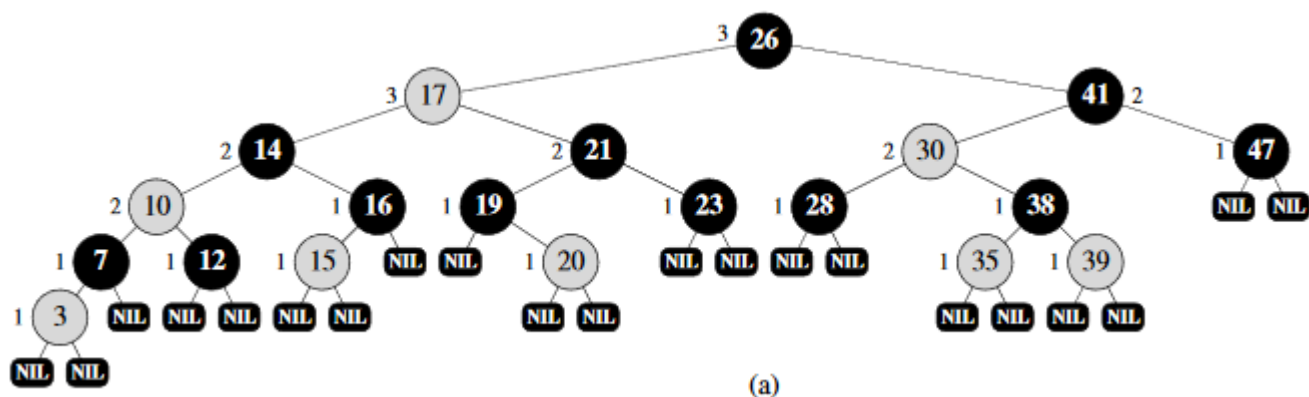 3 26
3 17 41 2
2 14 2 21 2 30 1 47
2 10 1 16 1 19 1 23 1 28 1 38 NIL NIL
1 7 1 12 1 15 NIL NIL 1 20 NIL NIL NIL NIL 1 35 1 39
1 3 NIL NIL NIL NIL NIL NIL NIL NIL NIL NIL NIL
NIL NIL
(a)